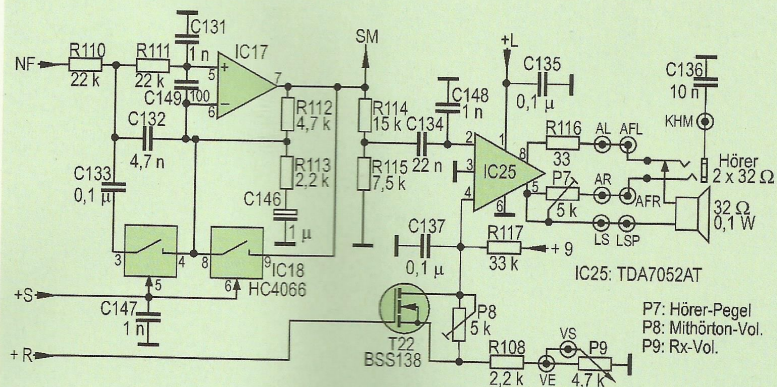 C131
1 n
IC17
SM
+L
C135
0,1 µ
C136
10 n
R110
22 k
R111
22 k
NF
5
+
6
–
7
C149
100
C132
4,7 n
C133
0,1 µ
R112
4,7 k
R113
2,2 k
C146
1 µ
R114
15 k
R115
7,5 k
C134
22 n
C148
1 n
2
3
4
1
8
5
6
IC25
R116
33
AL
AFL
KHM
P7
5 k
AR
AFR
Hörer
2 x 32 Ω
32 Ω
0,1 W
LS
LSP
C137
0,1 µ
R117
33 k
+ 9
IC25: TDA7052AT
3
4
5
8
9
6
IC18
HC4066
+S
C147
1 n
+ R
T22
BSS138
P8
5 k
R108
2,2 k
VE
VS
P9
4,7 k
P7: Hörer-Pegel
P8: Mithörton-Vol.
P9: Rx-Vol.